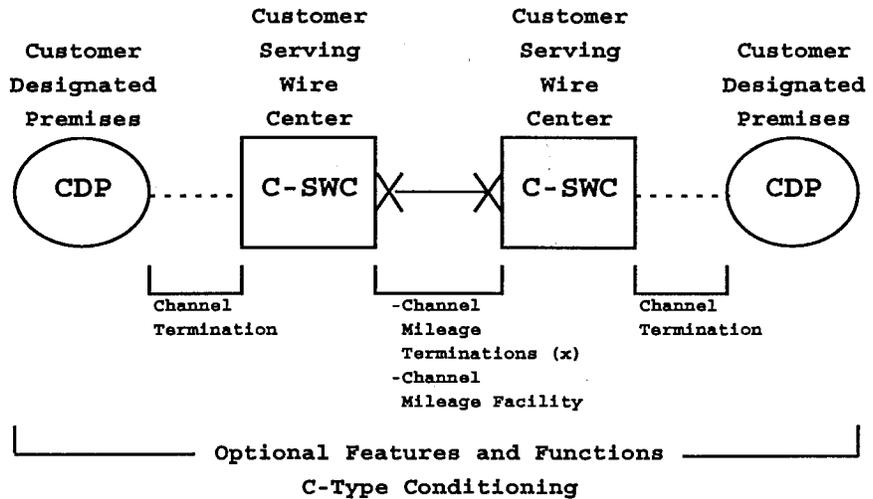 Customer
Designated
Premises
Customer
Serving
Wire
Center
Customer
Serving
Wire
Center
Customer
Designated
Premises
CDP
C-SWC
C-SWC
CDP
Channel
Termination
-Channel
Mileage
Terminations (x)
-Channel
Mileage Facility
Channel
Termination
Optional Features and Functions
C-Type Conditioning